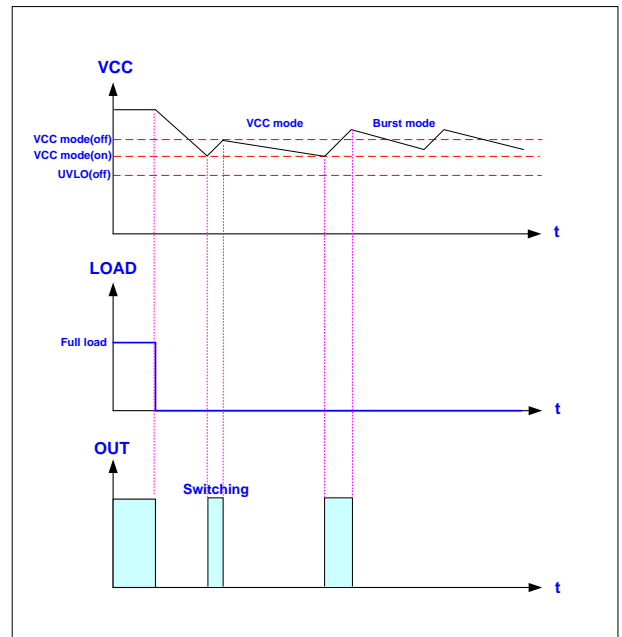 VCC
VCC mode
Burst mode
VCC mode(off)
VCC mode(on)
UVLO(off)
t
LOAD
Full load
t
OUT
Switching
t